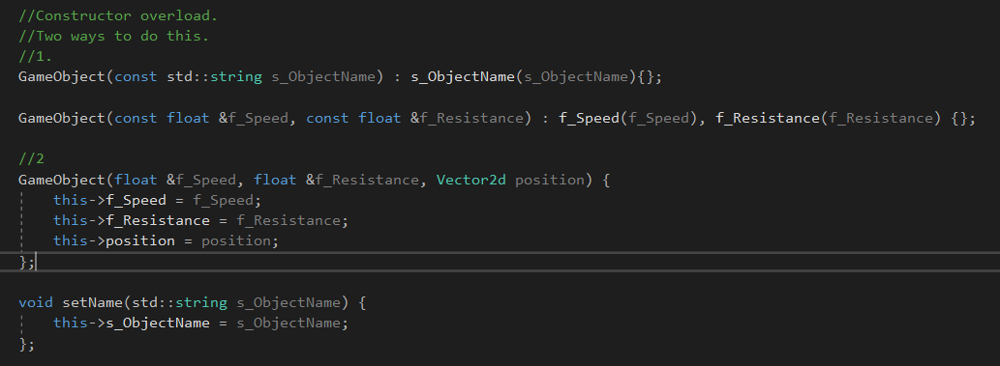 //Constructor overload.
//Two ways to do this.
//1.
GameObject(const std::string s_ObjectName) : s_ObjectName(s_ObjectName){};
GameObject(const float &f_Speed, const float &f_Resistance) : f_Speed(f_Speed), f_Resistance(f_Resistance) {};
//2
GameObject(float &f_Speed, float &f_Resistance, Vector2d position) {
this->f_Speed = f_Speed;
this->f_Resistance = f_Resistance;
this->position = position;
};
void setName(std::string s_ObjectName) {
this->s_ObjectName = s_ObjectName;
};